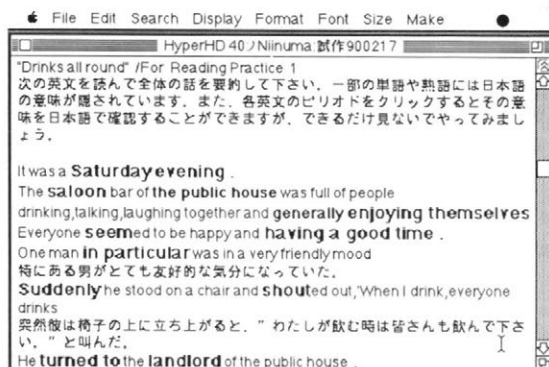 File Edit Search Display Format Font Size Make
HyperHD 40:/Niinuma:試作900217
"Drinks all round" /For Reading Practice 1
次の英文を読んで全体の話を要約して下さい。一部の単語や熟語には日本語
の意味が隠されています。また、各英文のピリオドをクリックするとその意
味を日本語で確認することができますが、できるだけ見ないでやってみまし
ょう。
It was a Saturday evening .
The saloon bar of the public house was full of people
drinking,talking,laughing together and generally enjoying themselves
Everyone seemed to be happy and having a good time .
One man in particular was in a very friendly mood
特にある男がとても友好的な気分になっていた。
Suddenly he stood on a chair and shouted out,'When I drink,everyone
drinks
突然彼は椅子の上に立ち上がると、"わたしが飲む時は皆さんも飲んで下さ
い。"と叫んだ。
He turned to the landlord of the public house .